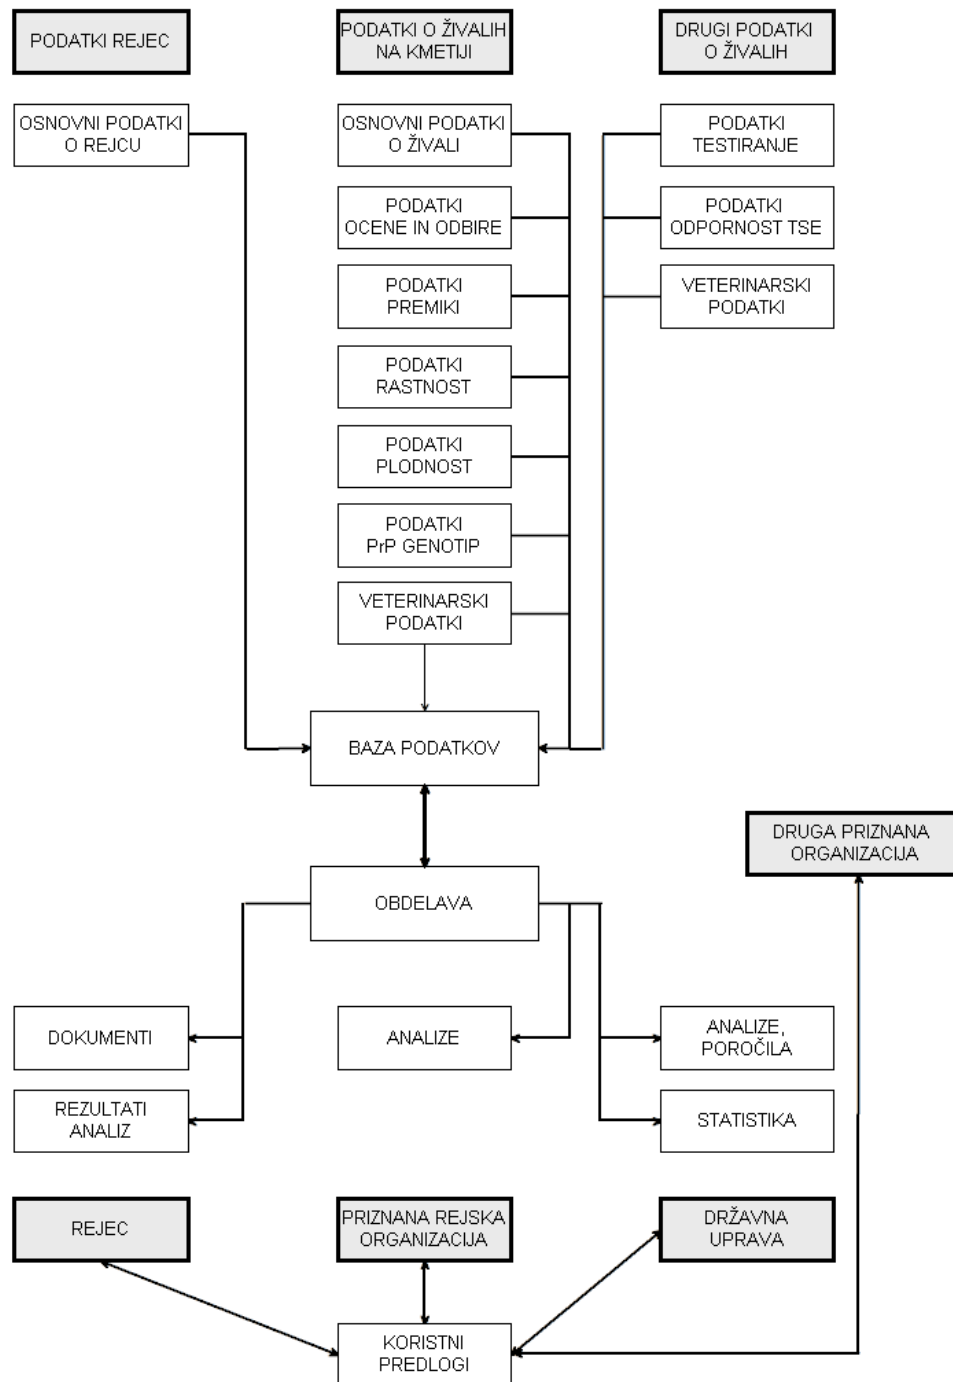 PODATKI REJEC
PODATKI O ŽIVALIH
NA KMETIJI
DRUGI PODATKI
O ŽIVALIH
OSNOVNI PODATKI
O REJCU
OSNOVNI PODATKI
O ŽIVALI
PODATKI
TESTIRANJE
PODATKI
OCENE IN ODBIRE
PODATKI
ODPORNOST TSE
PODATKI
PREMIKI
VETERINARSKI
PODATKI
PODATKI
RASTNOST
PODATKI
PLODNOST
PODATKI
PrP GENOTIP
VETERINARSKI
PODATKI
BAZA PODATKOV
DRUGA PRIZNANA
ORGANIZACIJA
OBDELAVA
DOKUMENTI
ANALIZE
ANALIZE,
POROČILA
REZULTATI
ANALIZ
STATISTIKA
REJEC
PRIZNANA REJSKA
ORGANIZACIJA
DRŽAVNA
UPRAVA
KORISTNI
PREDLOGI